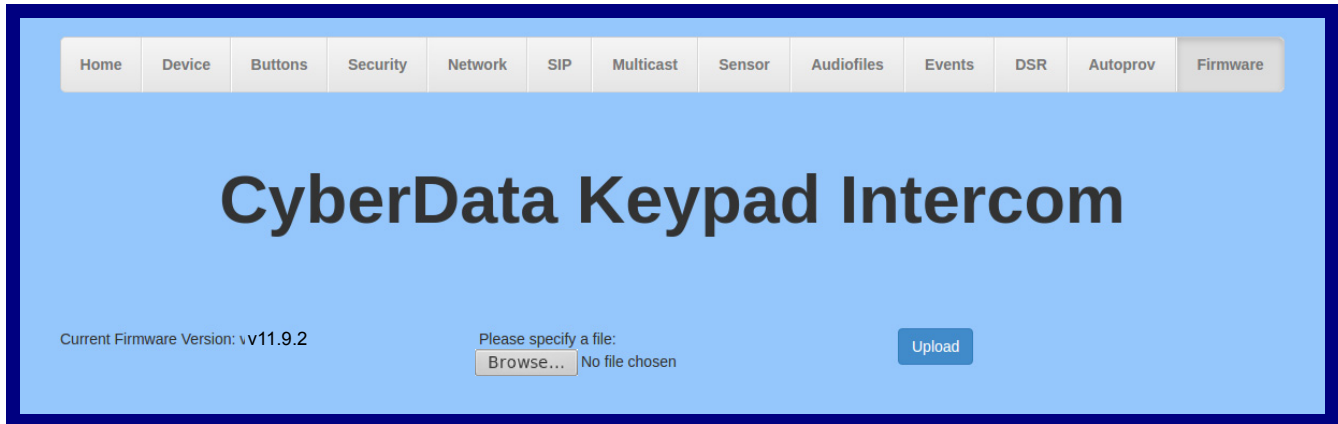 Home Device Buttons Security Network SIP Multicast Sensor Audiofiles Events DSR Autoprov Firmware
CyberData Keypad Intercom
Current Firmware Version: v11.9.2 Please specify a file: Upload
Browse... No file chosen